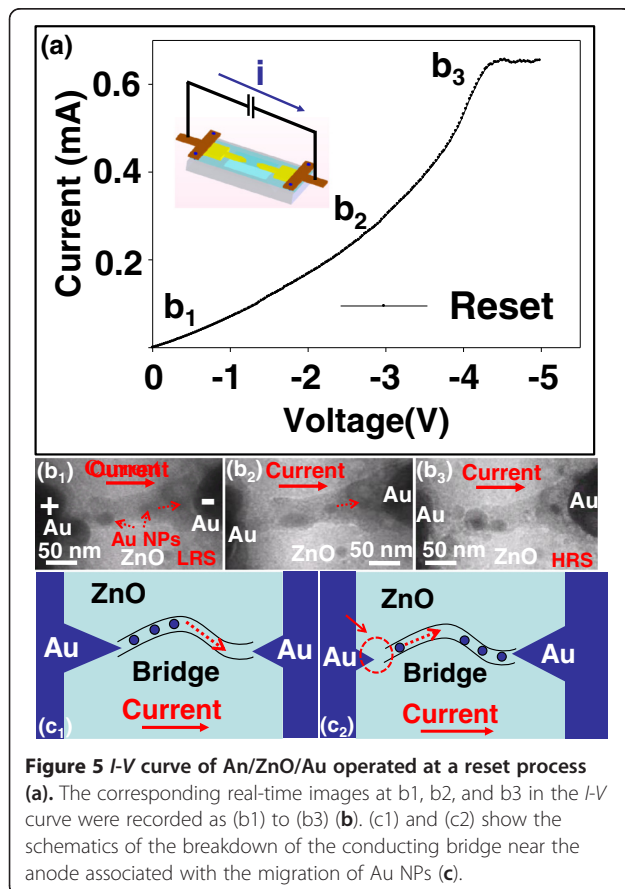 (a)
i
Current (mA)
0.6
0.4
0.2
b1
b2
b3
Reset
0 -1 -2 -3 -4 -5
Voltage(V)
(b1)
Current
+
-
Au
Au
Au NPs
50 nm
ZnO
LRS
(b2)
Current
ZnO
50 nm
(b3)
Current
Au
Au
50 nm
ZnO
HRS
ZnO
Au
Au
Bridge
Current
(c1)
ZnO
Au
Au
Bridge
Current
(c2)
Figure 5 I-V curve of An/ZnO/Au operated at a reset process
(a). The corresponding real-time images at b1, b2, and b3 in the I-V
curve were recorded as (b1) to (b3) (b). (c1) and (c2) show the
schematics of the breakdown of the conducting bridge near the
anode associated with the migration of Au NPs (c).